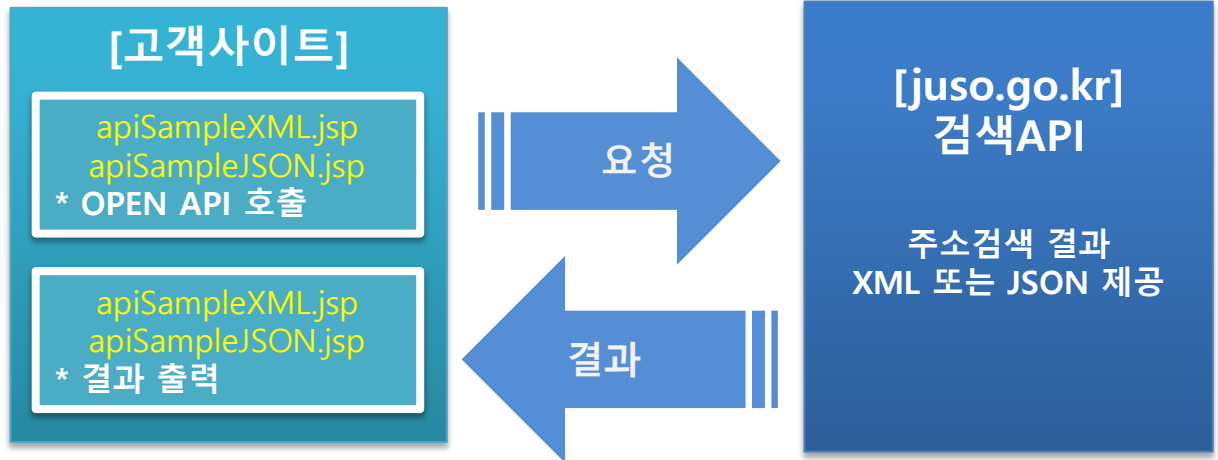 [고객사이트]
apiSampleXML.jsp
apiSampleJSON.jsp
* OPEN API 호출
apiSampleXML.jsp
apiSampleJSON.jsp
* 결과 출력
요청
결과
[juso.go.kr]
검색API
주소검색 결과
XML 또는 JSON 제공